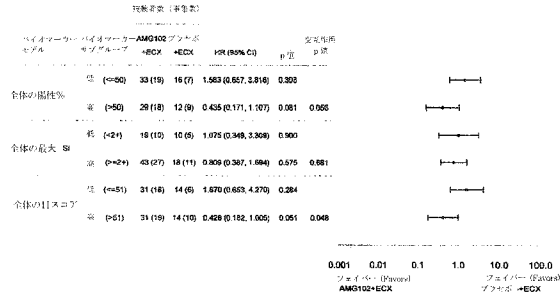 被験者数 (事象数)
バイオマーカー バイオマーカー AMG102 プラセボ 交互作用
モデル サブグループ +ECX +ECX HR (95% CI) p 値 p 値
低 (<=50) 33 (19) 16 (7) 1.583 (0.657, 3.816) 0.303
全体の陽性%
高 (>50) 29 (18) 12 (9) 0.435 (0.171, 1.107) 0.081 0.056
低 (<2+) 19 (10) 10 (5) 1.075 (0.349, 3.309) 0.900
全体の最大 SI
高 (>=2+) 43 (27) 18 (11) 0.809 (0.387, 1.694) 0.575 0.681
低 (<=51) 31 (18) 14 (6) 1.670 (0.653, 4.270) 0.284
全体のHスコア
高 (>51) 31 (19) 14 (10) 0.428 (0.182, 1.005) 0.051 0.048
0.001 0.01 0.1 1.0 10.0 100.0
フェイバー (Favors) フェイバー (Favors)
AMG102+ECX プラセボ +ECX